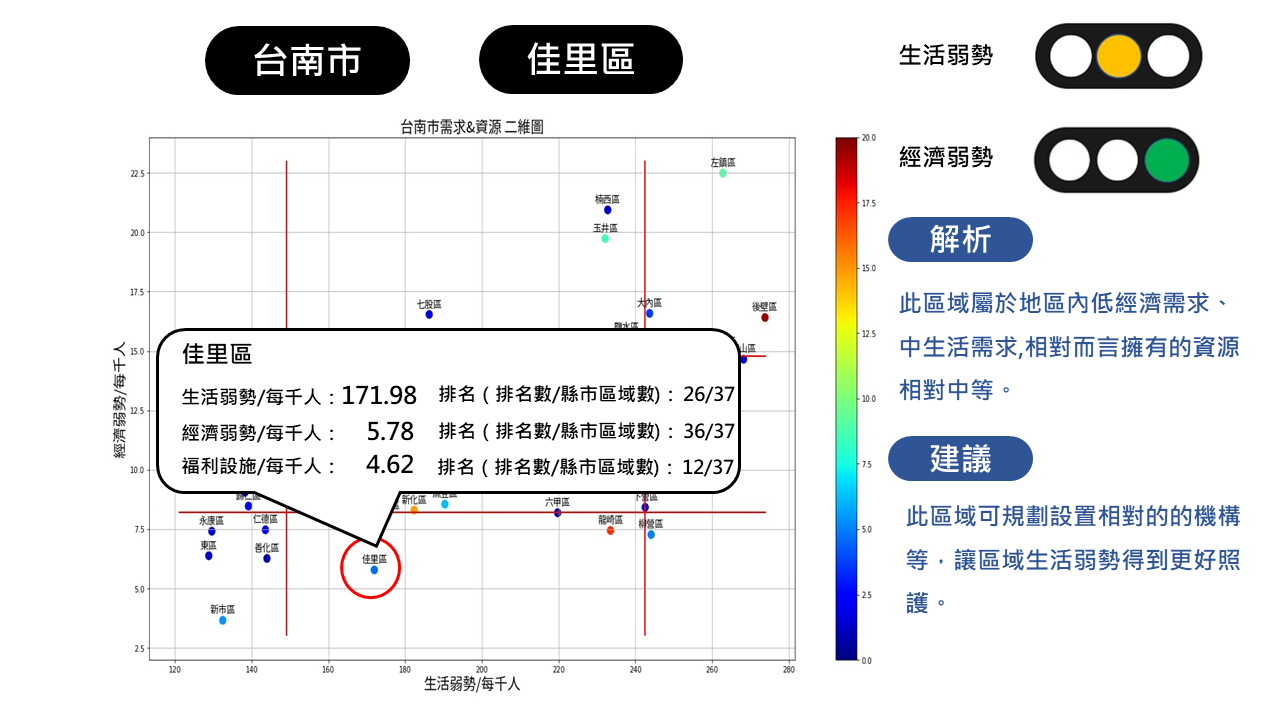 台南市
佳里區
生活弱勢
經濟弱勢
台南市需求&資源 二維圖
20.0
17.5
15.0
12.5
10.0
7.5
5.0
2.5
0.0
22.5
20.0
17.5
15.0
12.5
10.0
7.5
5.0
2.5
經濟弱勢/每千人
左鎮區
楠西區
玉井區
七股區
大內區
後壁區
鹽水區
山區
佳里區
生活弱勢/每千人：171.98 排名 ( 排名數/縣市區域數)： 26/37
經濟弱勢/每千人： 5.78 排名 ( 排名數/縣市區域數)： 36/37
福利設施/每千人： 4.62 排名 ( 排名數/縣市區域數)： 12/37
新化區
六甲區
下營區
永康區
仁德區
龍崎區
柳營區
東區
善化區
佳里區
新市區
120 140 160 180 200 220 240 260 280
生活弱勢/每千人
解析
此區域屬於地區內低經濟需求、
中生活需求,相對而言擁有的資源
相對中等。
建議
此區域可規劃設置相對的的機構
等，讓區域生活弱勢得到更好照
護。